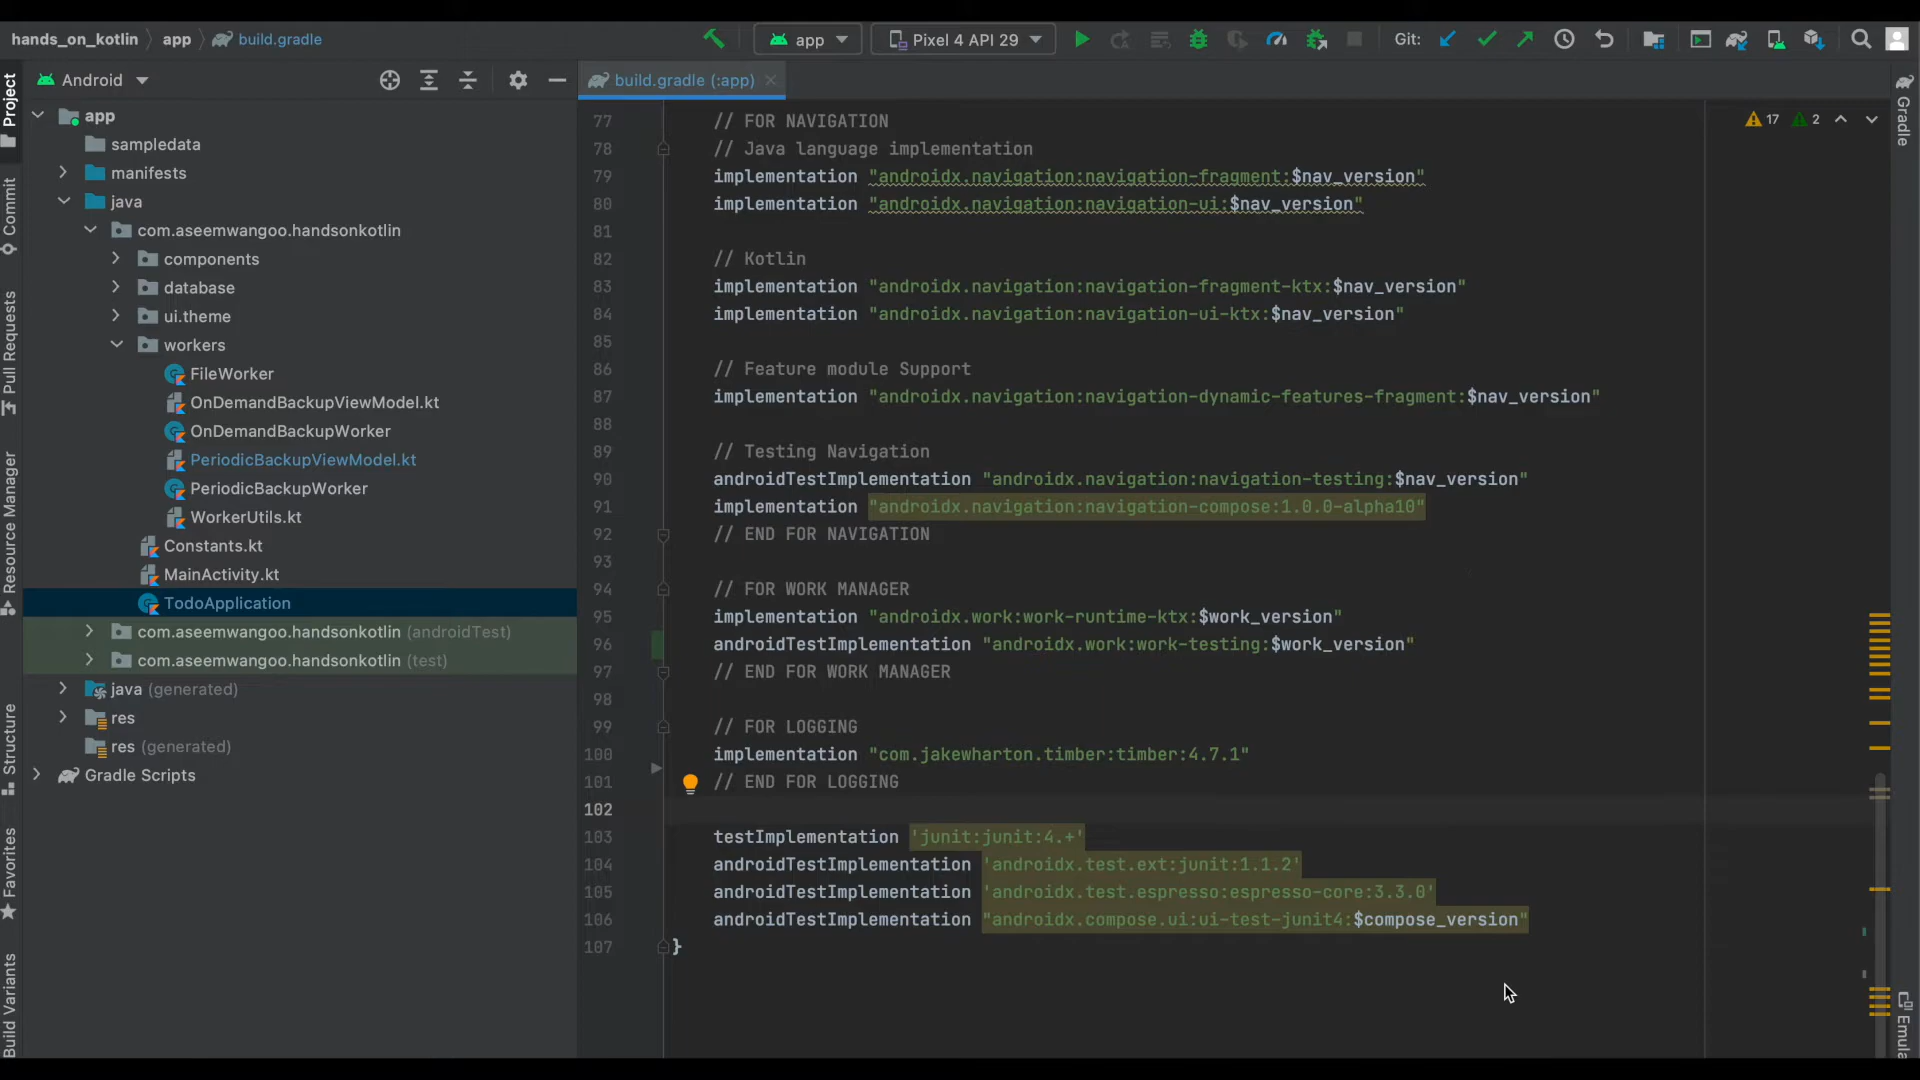 hands_on_kotlin
app
build.gradle
app
Pixel 4 API 29
Git:
Project
Commit
Pull Requests
Resource Manager
Structure
Favorites
Build Variants
Android
app
sampledata
manifests
java
com.aseemwangoo.handsonkotlin
components
database
ui.theme
workers
FileWorker
OnDemandBackupViewModel.kt
OnDemandBackupWorker
PeriodicBackupViewModel.kt
PeriodicBackupWorker
WorkerUtils.kt
Constants.kt
MainActivity.kt
TodoApplication
com.aseemwangoo.handsonkotlin (androidTest)
com.aseemwangoo.handsonkotlin (test)
java (generated)
res
res (generated)
Gradle Scripts
build.gradle (:app)
17
2
77 // FOR NAVIGATION
78 // Java language implementation
79 implementation "androidx.navigation:navigation-fragment:$nav_version"
80 implementation "androidx.navigation:navigation-ui:$nav_version"
81
82 // Kotlin
83 implementation "androidx.navigation:navigation-fragment-ktx:$nav_version"
84 implementation "androidx.navigation:navigation-ui-ktx:$nav_version"
85
86 // Feature module Support
87 implementation "androidx.navigation:navigation-dynamic-features-fragment:$nav_version"
88
89 // Testing Navigation
90 androidTestImplementation "androidx.navigation:navigation-testing:$nav_version"
91 implementation "androidx.navigation:navigation-compose:1.0.0-alpha10"
92 // END FOR NAVIGATION
93
94 // FOR WORK MANAGER
95 implementation "androidx.work:work-runtime-ktx:$work_version"
96 androidTestImplementation "androidx.work:work-testing:$work_version"
97 // END FOR WORK MANAGER
98
99 // FOR LOGGING
100 implementation "com.jakewharton.timber:timber:4.7.1"
101 // END FOR LOGGING
102
103 testImplementation 'junit:junit:4.+'
104 androidTestImplementation 'androidx.test.ext:junit:1.1.2'
105 androidTestImplementation 'androidx.test.espresso:espresso-core:3.3.0'
106 androidTestImplementation "androidx.compose.ui:ui-test-junit4:$compose_version"
107 }
Gradle
Emula